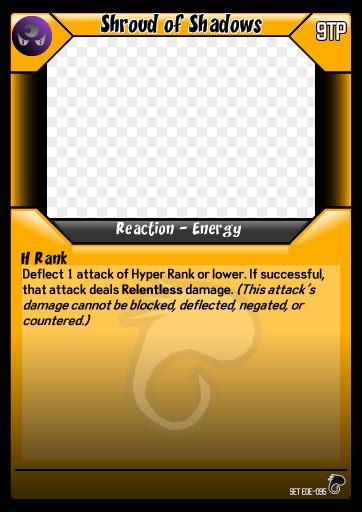 Shroud of Shadows
9TP
Reaction - Energy
H Rank
Deflect 1 attack of Hyper Rank or lower. If successful,
that attack deals Relentless damage. (This attack's
damage cannot be blocked, deflected, negated, or
countered.)
SET EOE-095